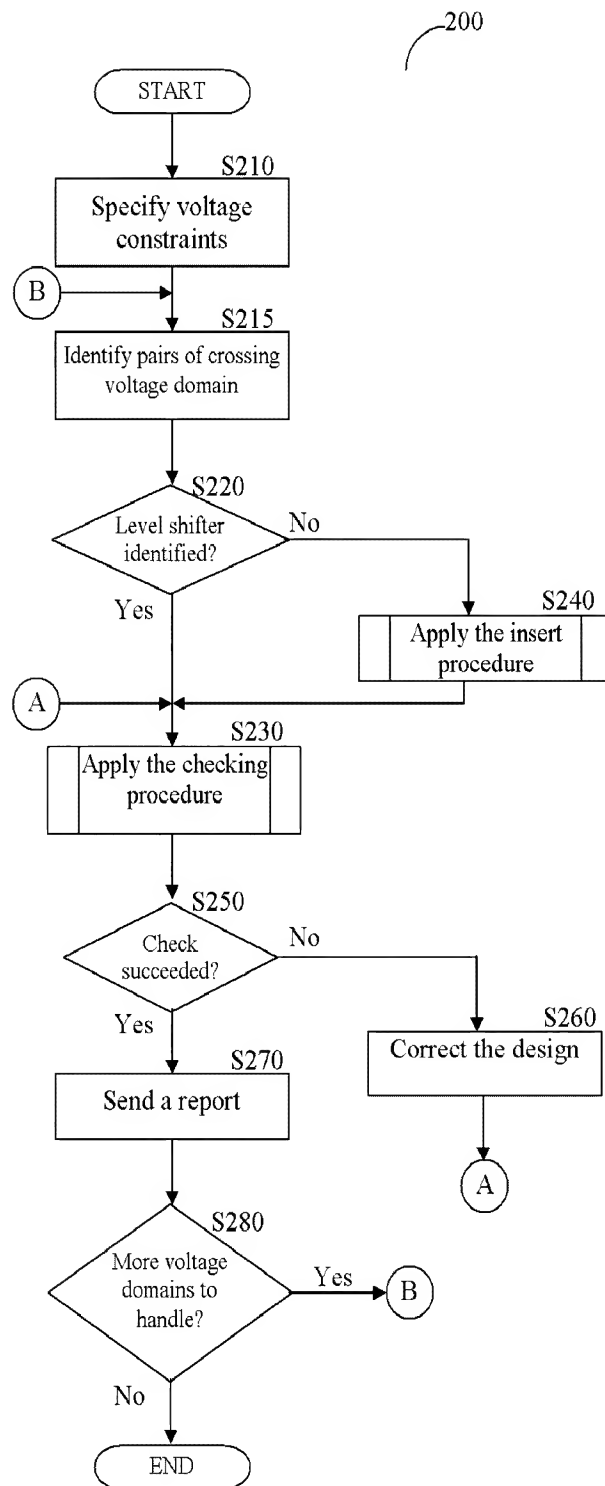 200
START
S210
Specify voltage
constraints
B
S215
Identify pairs of crossing
voltage domain
S220
Level shifter
identified?
No
Yes
S240
Apply the insert
procedure
A
S230
Apply the checking
procedure
S250
Check
succeeded?
No
Yes
S260
Correct the design
S270
Send a report
A
S280
More voltage
domains to
handle?
Yes
B
No
END